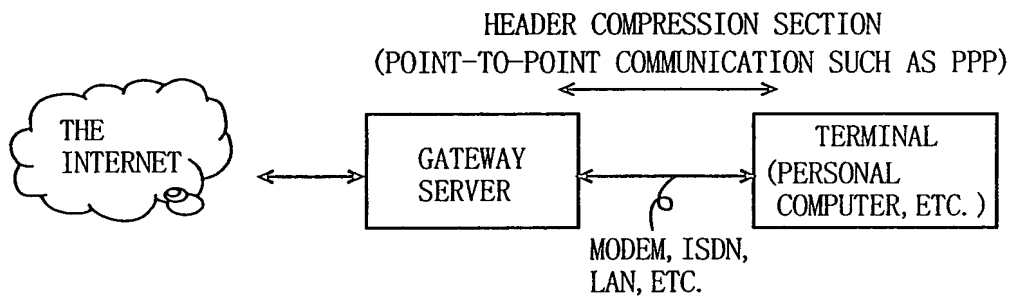 HEADER COMPRESSION SECTION
(POINT-TO-POINT COMMUNICATION SUCH AS PPP)
THE
INTERNET
GATEWAY
SERVER
TERMINAL
(PERSONAL
COMPUTER, ETC.)
MODEM, ISDN,
LAN, ETC.